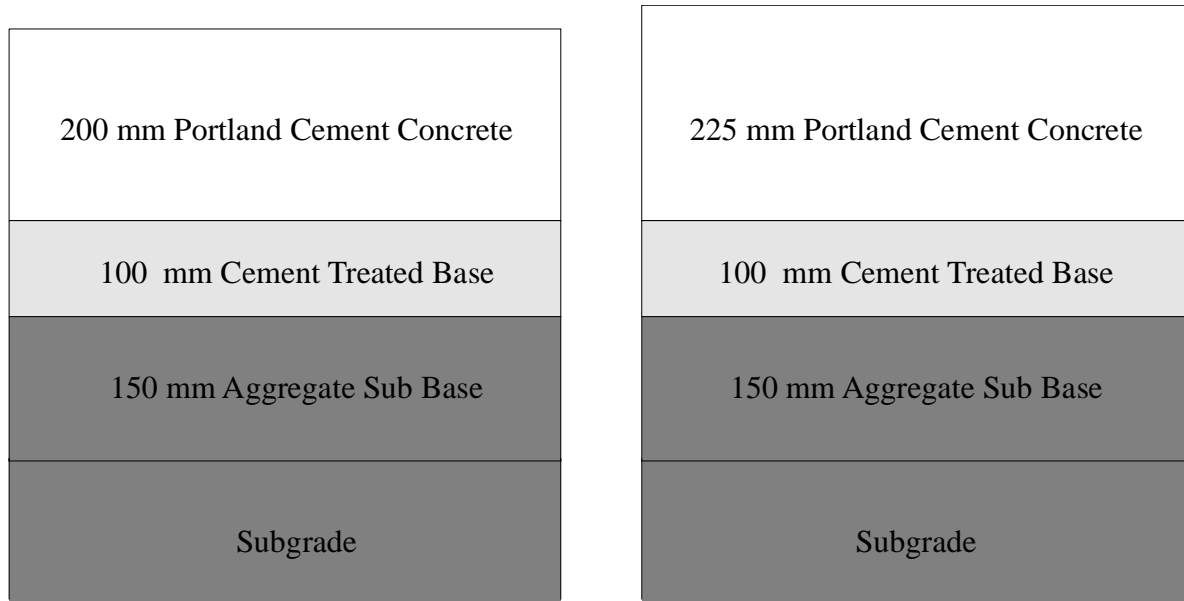 200 mm Portland Cement Concrete
100 mm Cement Treated Base
150 mm Aggregate Sub Base
Subgrade
225 mm Portland Cement Concrete
100 mm Cement Treated Base
150 mm Aggregate Sub Base
Subgrade